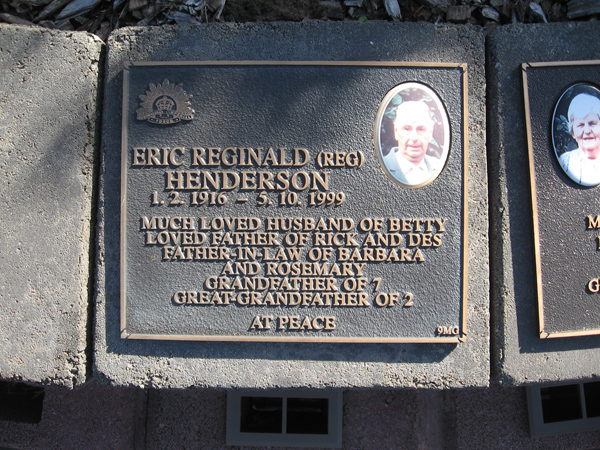 ERIC REGINALD (REG)
HENDERSON
1. 2. 1916 – 5. 10. 1999
MUCH LOVED HUSBAND OF BETTY
LOVED FATHER OF RICK AND DES
FATHER-IN-LAW OF BARBARA
AND ROSEMARY
GRANDFATHER OF 7
GREAT-GRANDFATHER OF 2
AT PEACE
9MC